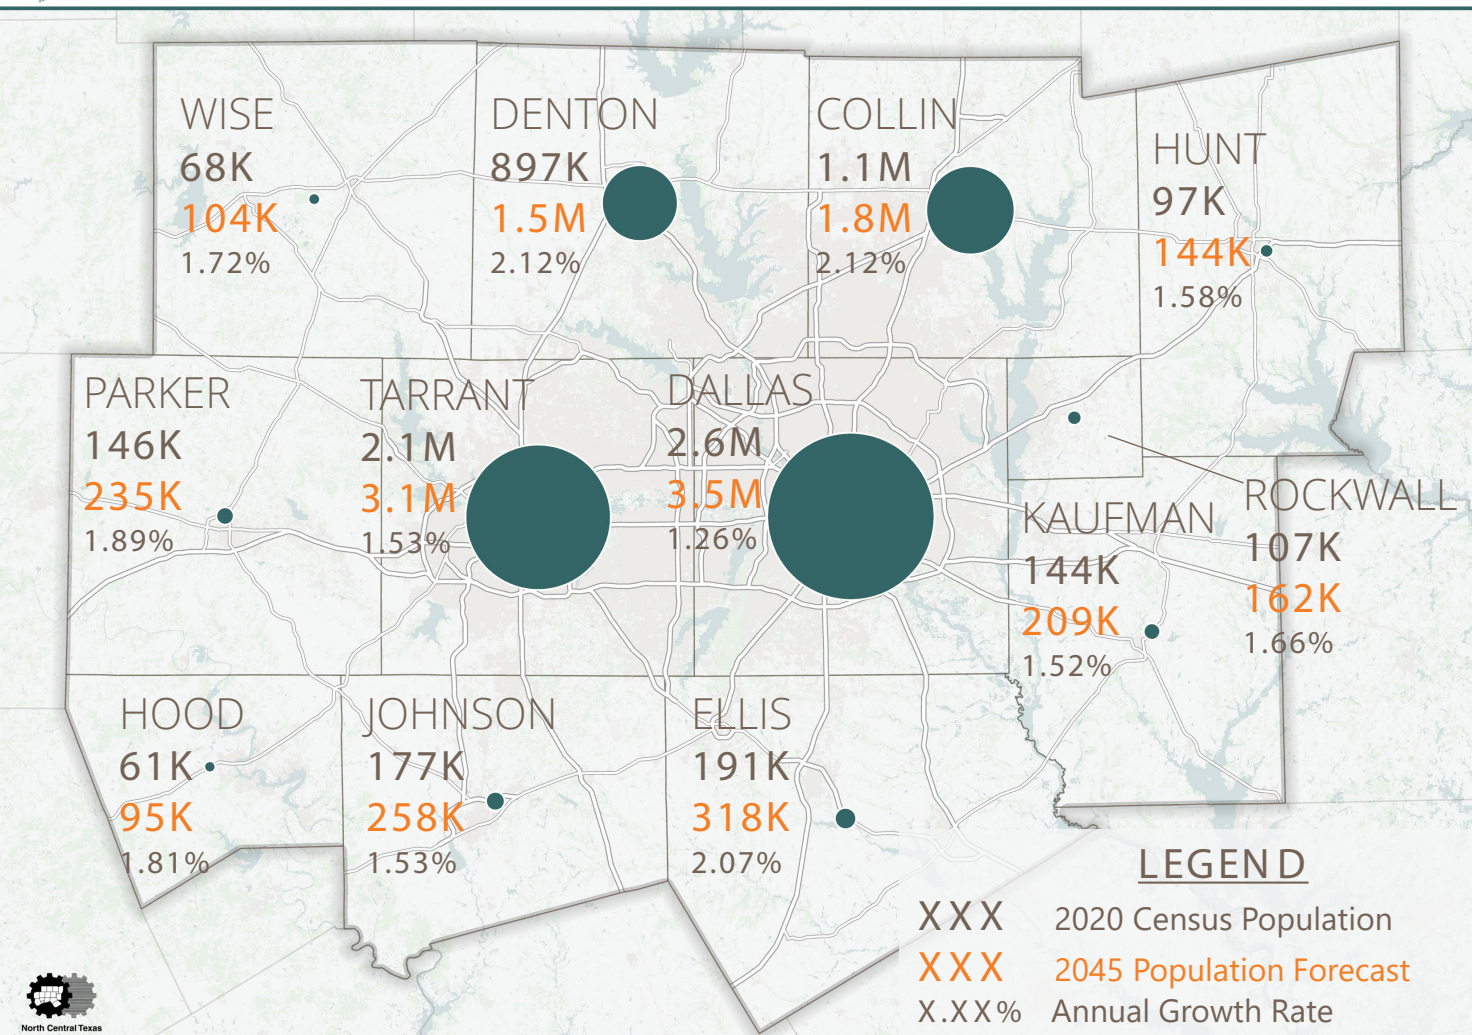 WISE
68K
104K
1.72%
DENTON
897K
1.5M
2.12%
COLLIN
1.1M
1.8M
2.12%
HUNT
97K
144K
1.58%
PARKER
146K
235K
1.89%
TARRANT
2.1M
3.1M
1.53%
DALLAS
2.6M
3.5M
1.26%
KAUFMAN
144K
209K
1.52%
ROCKWALL
107K
162K
1.66%
HOOD
61K
95K
1.81%
JOHNSON
177K
258K
1.53%
ELLIS
191K
318K
2.07%
LEGEND
XXX 2020 Census Population
XXX 2045 Population Forecast
X.XX% Annual Growth Rate
North Central Texas